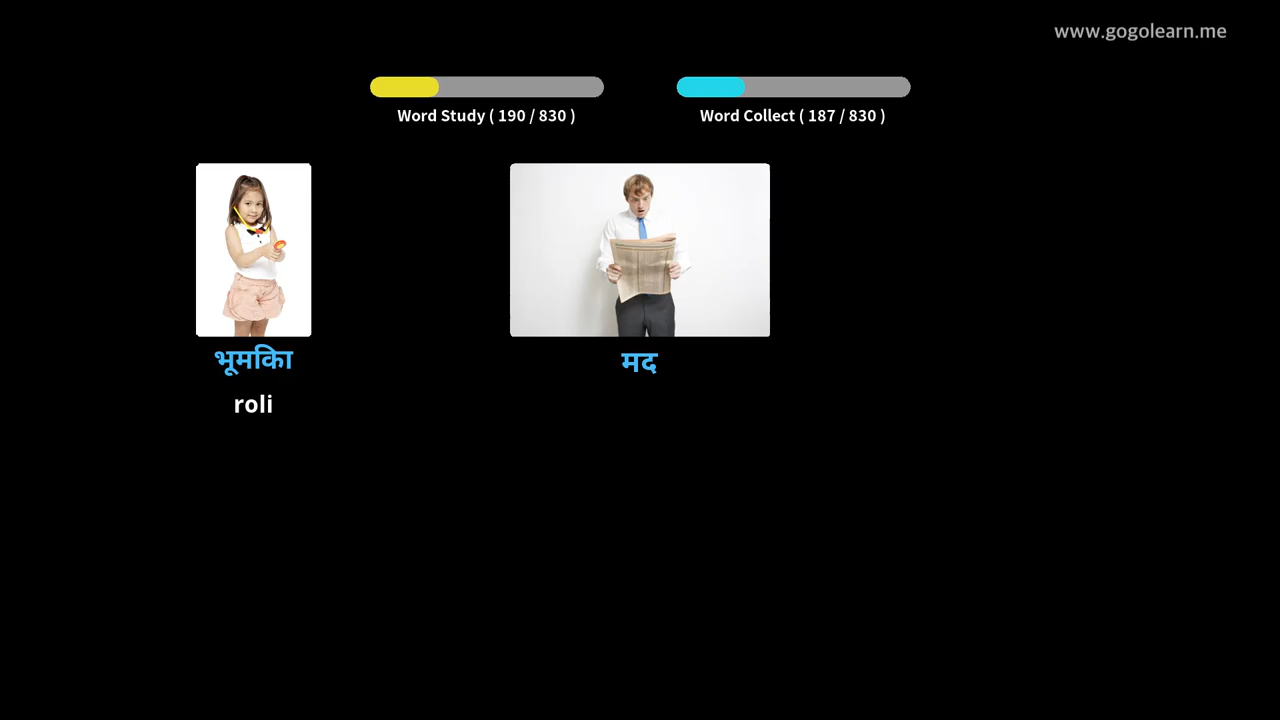 www.gogolearn.me
Word Study ( 190 / 830 )
Word Collect ( 187 / 830 )
भूमिका
मद
roli